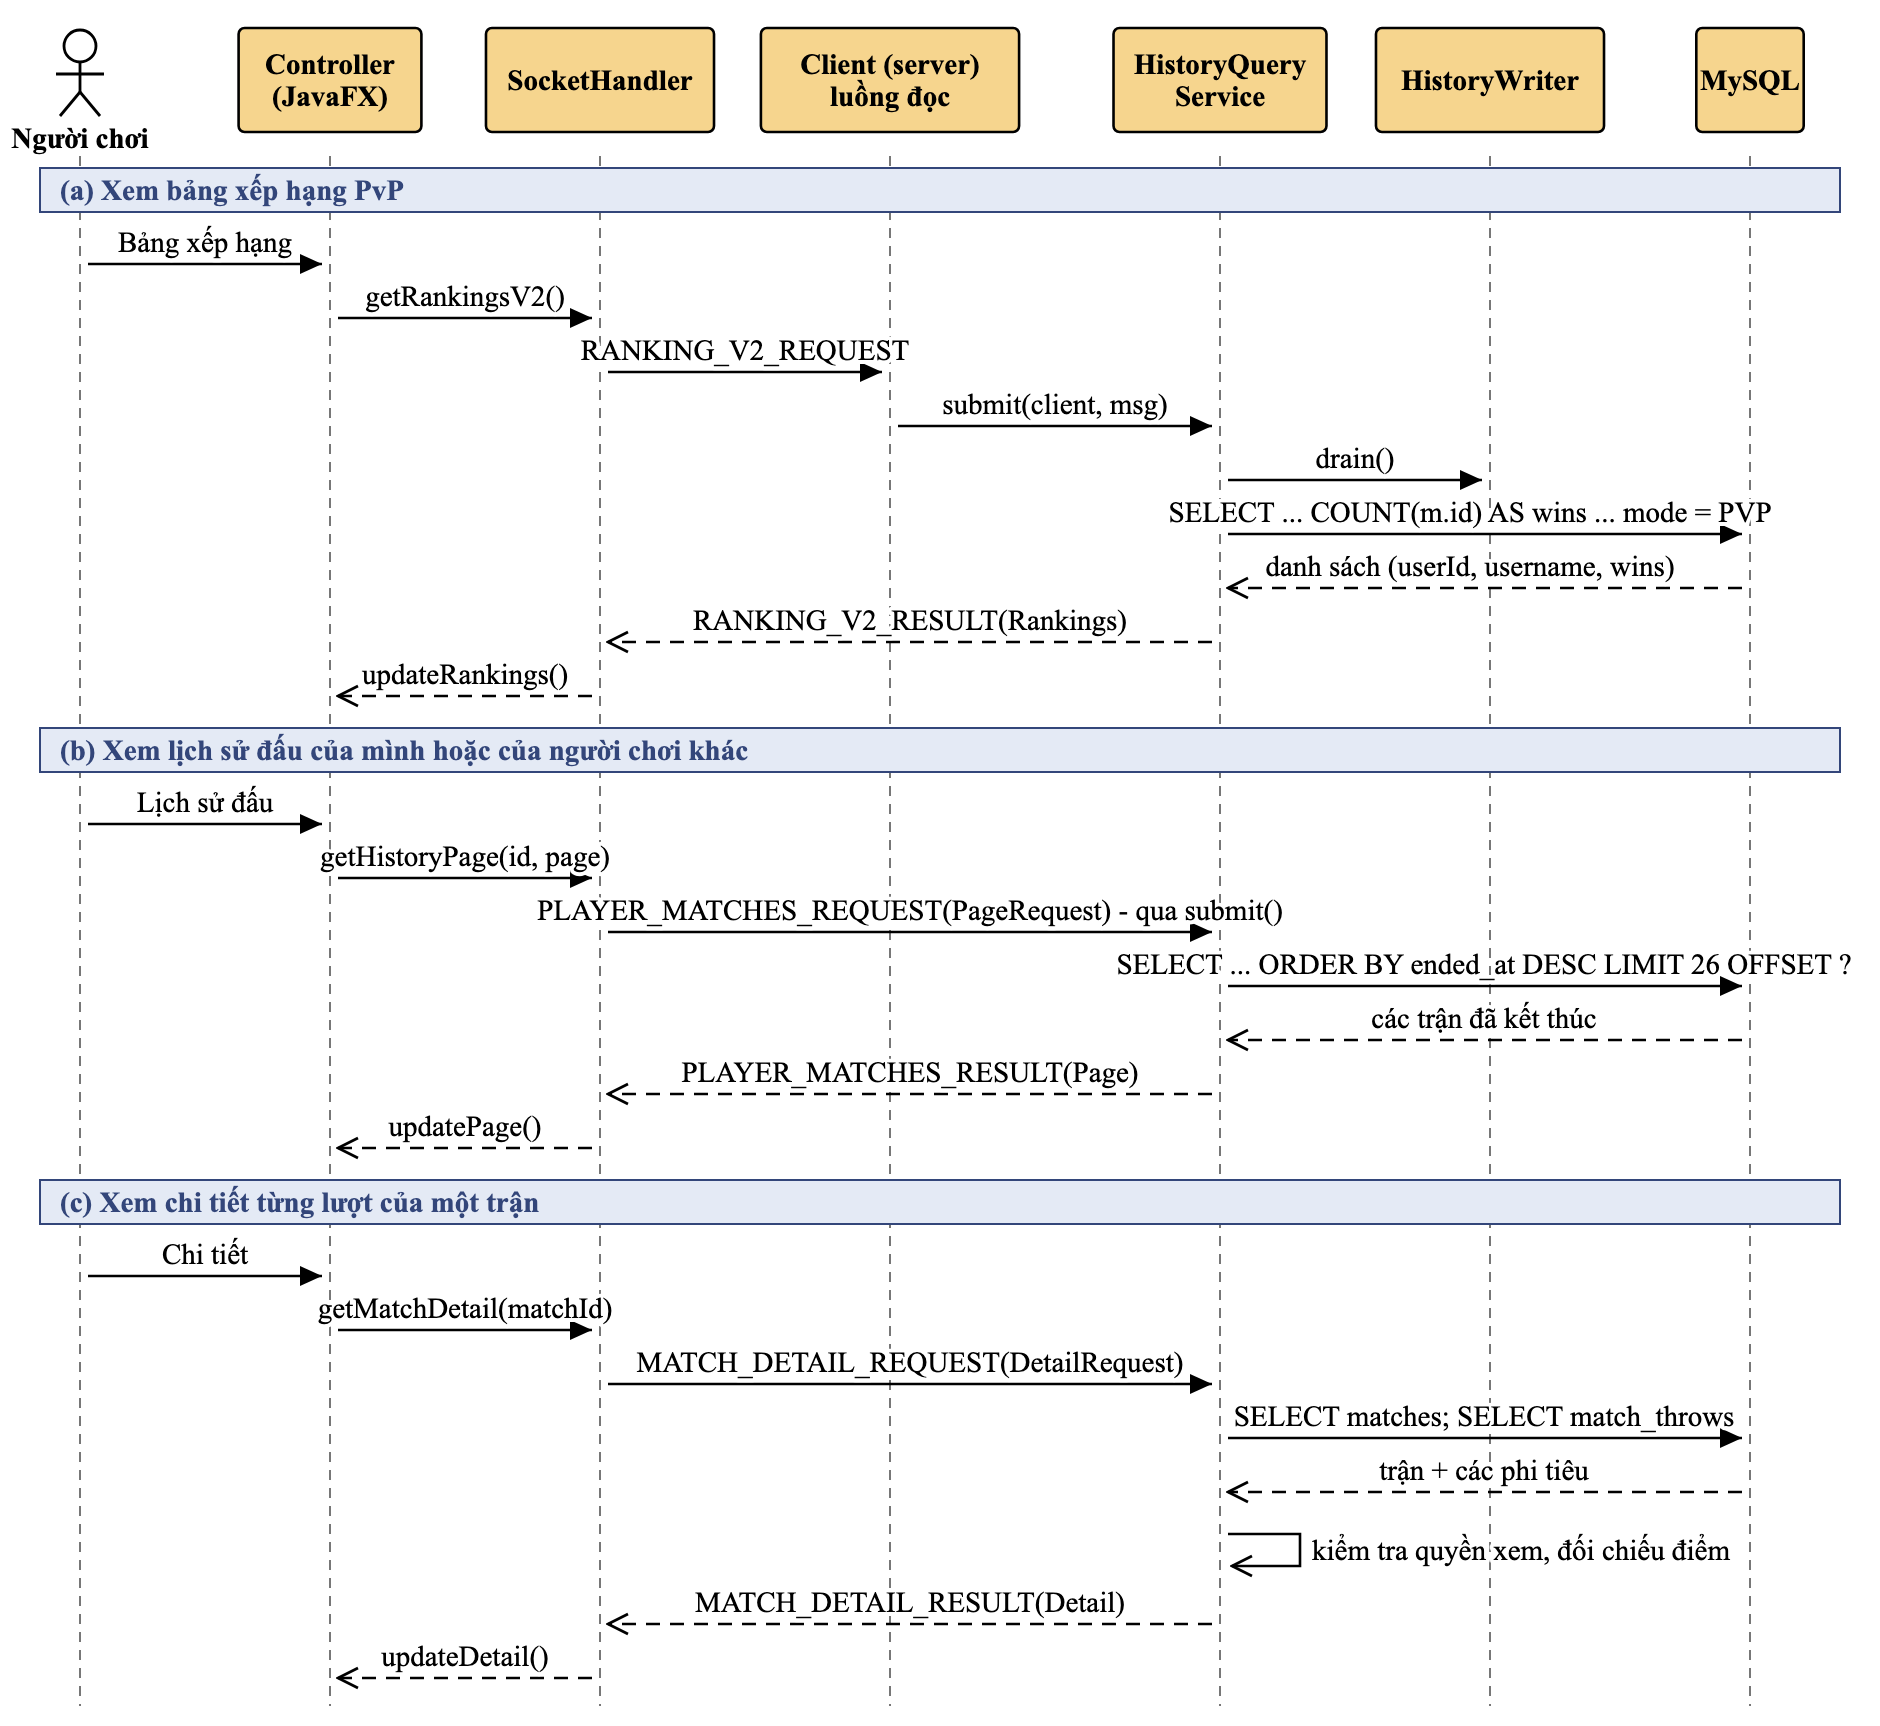 Người chơi
Controller
(JavaFX)
SocketHandler
Client (server)
luồng đọc
HistoryQuery
Service
HistoryWriter
MySQL
(a) Xem bảng xếp hạng PvP
Bảng xếp hạng
getRankingsV2()
RANKING_V2_REQUEST
submit(client, msg)
drain()
SELECT ... COUNT(m.id) AS wins ... mode = PVP
danh sách (userId, username, wins)
RANKING_V2_RESULT(Rankings)
updateRankings()
(b) Xem lịch sử đấu của mình hoặc của người chơi khác
Lịch sử đấu
getHistoryPage(id, page)
PLAYER_MATCHES_REQUEST(PageRequest) - qua submit()
SELECT ... ORDER BY ended_at DESC LIMIT 26 OFFSET ?
các trận đã kết thúc
PLAYER_MATCHES_RESULT(Page)
updatePage()
(c) Xem chi tiết từng lượt của một trận
Chi tiết
getMatchDetail(matchId)
MATCH_DETAIL_REQUEST(DetailRequest)
SELECT matches; SELECT match_throws
trận + các phi tiêu
kiểm tra quyền xem, đối chiếu điểm
MATCH_DETAIL_RESULT(Detail)
updateDetail()